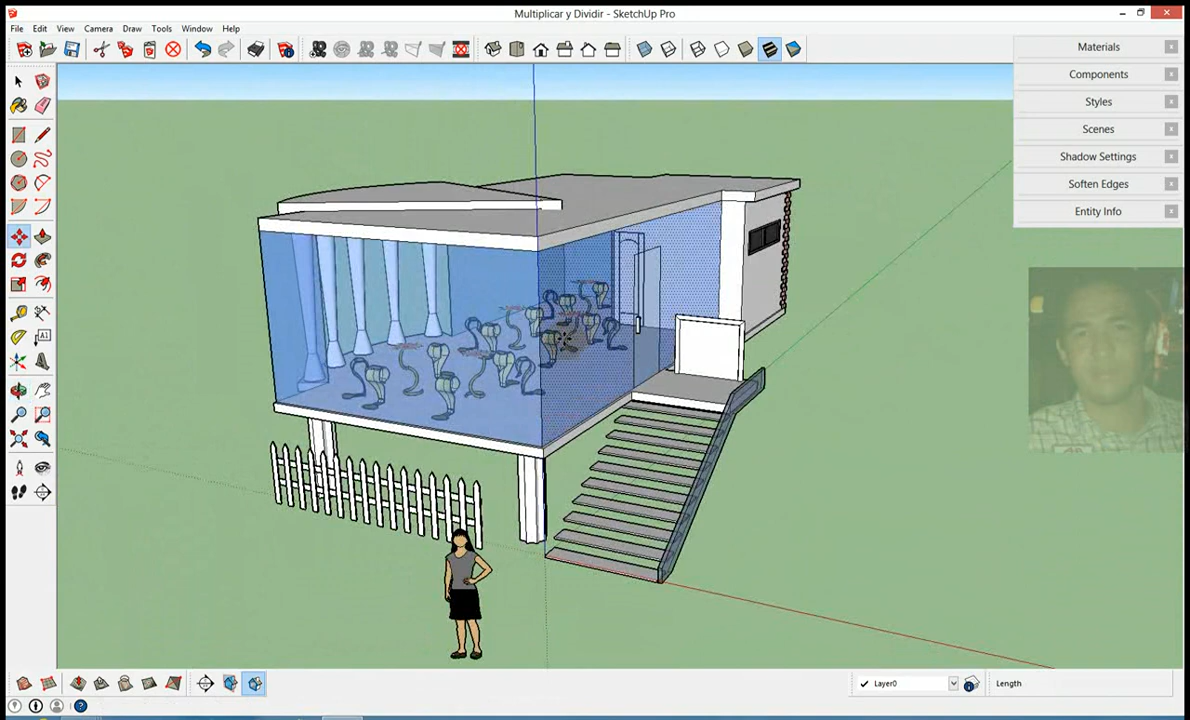 Multiplicar y Dividir - SketchUp Pro
File Edit View Camera Draw Tools Window Help
Materials
Components
Styles
Scenes
Shadow Settings
Soften Edges
Entity Info
A1
Layer0
Length